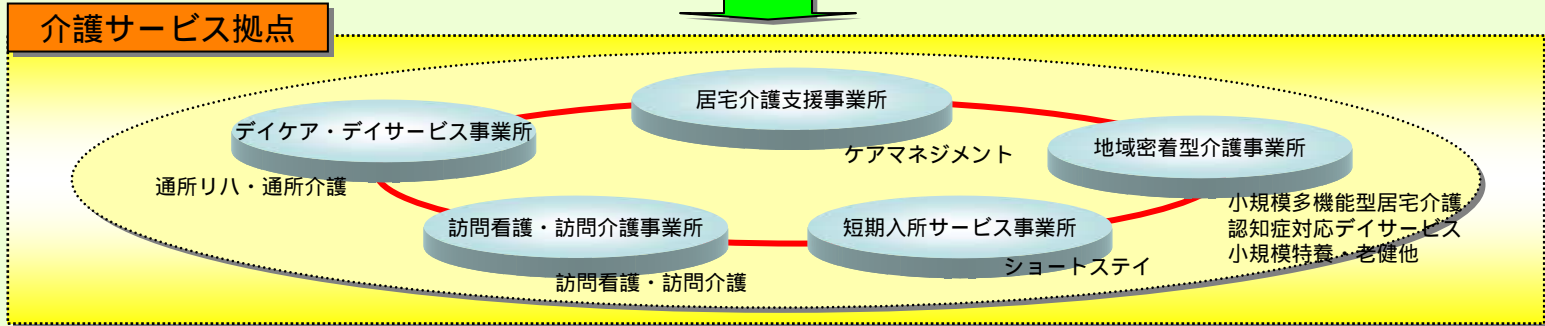 介護サービス拠点
居宅介護支援事業所
ケアマネジメント
デイケア・デイサービス事業所
通所リハ・通所介護
地域密着型介護事業所
小規模多機能型居宅介護
認知症対応デイサービス
小規模特養・老健他
訪問看護・訪問介護事業所
訪問看護・訪問介護
短期入所サービス事業所
ショートステイ